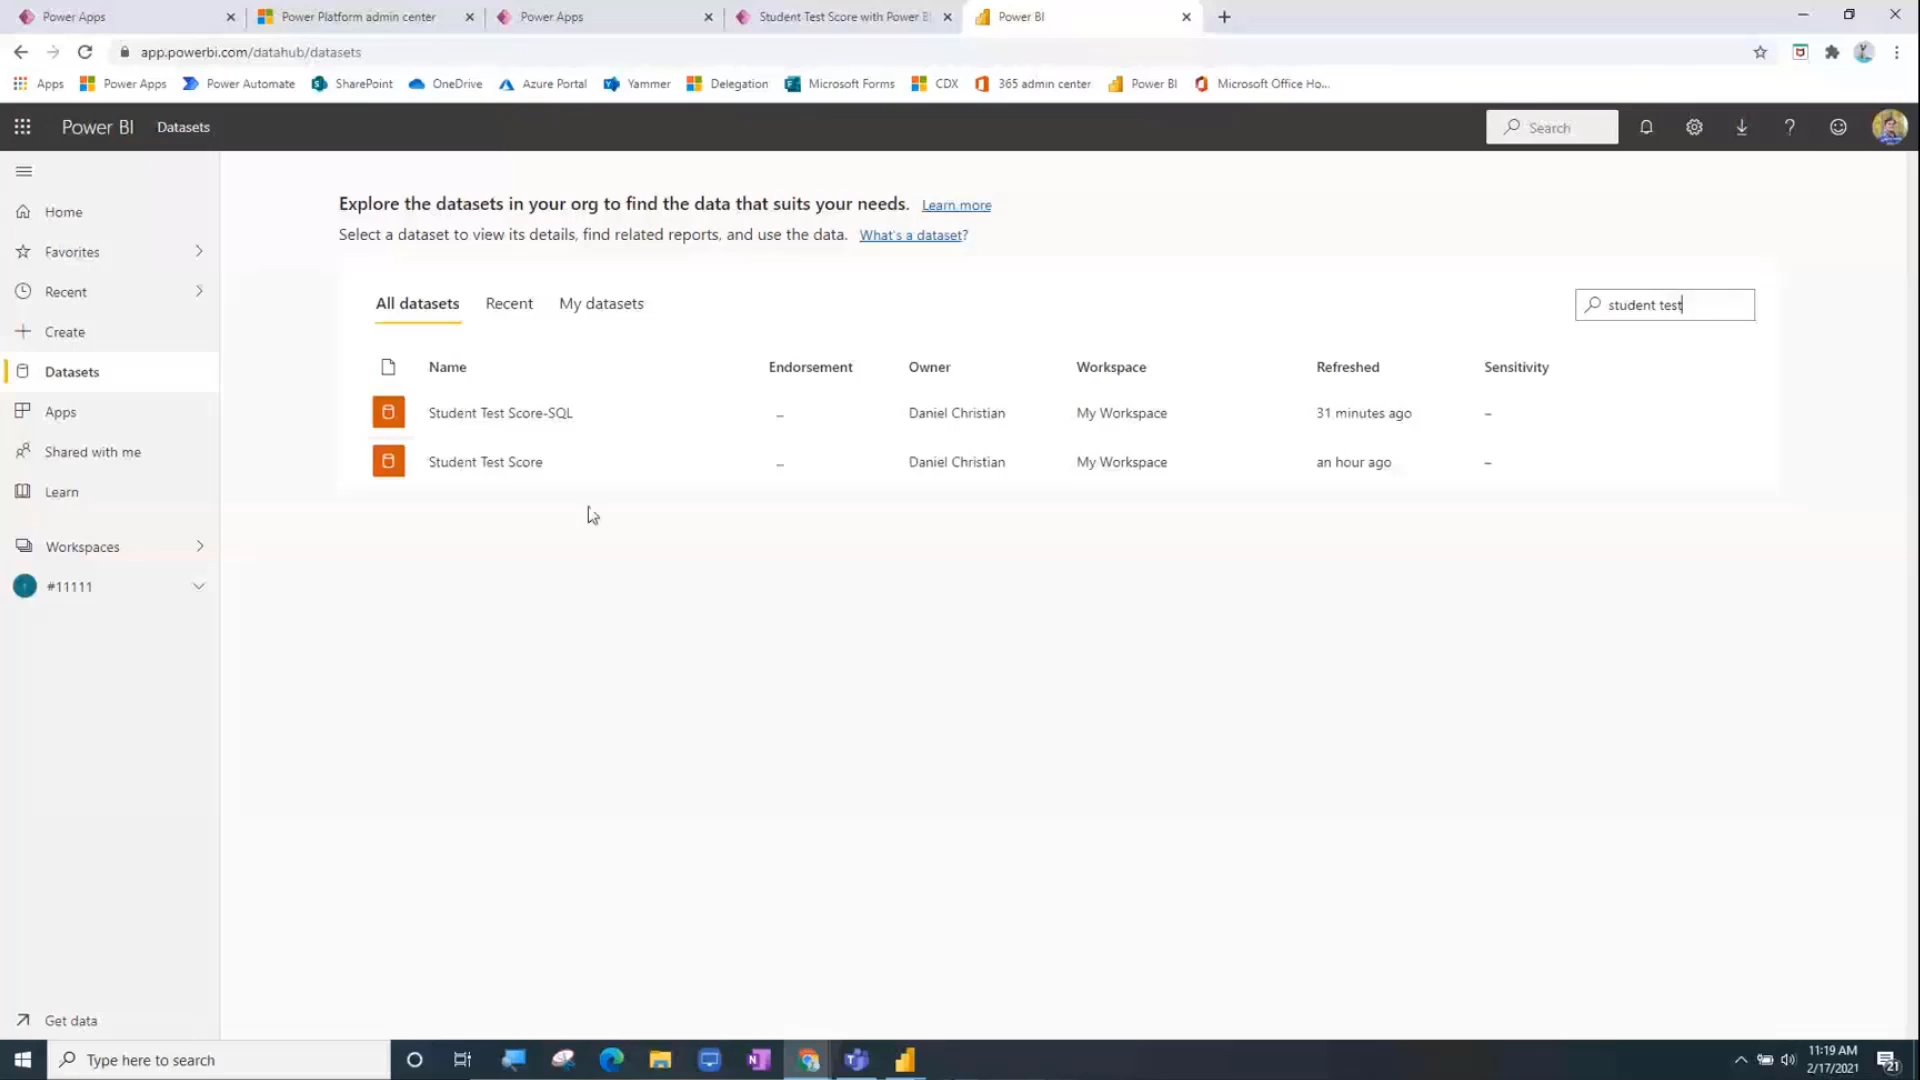 Power Apps
Power Platform admin center
Power Apps
Student Test Score with Power B
Power BI
app.powerbi.com/datahub/datasets
Apps
Power Apps
Power Automate
SharePoint
OneDrive
Azure Portal
Yammer
Delegation
Microsoft Forms
CDX
365 admin center
Power BI
Microsoft Office Ho...
Power BI Datasets
Search
Home
Favorites
Recent
Create
Datasets
Apps
Shared with me
Learn
Workspaces
#11111
Get data
Explore the datasets in your org to find the data that suits your needs. Learn more
Select a dataset to view its details, find related reports, and use the data. What's a dataset?
All datasets Recent My datasets
student test
Name Endorsement Owner Workspace Refreshed Sensitivity
Student Test Score-SQL – Daniel Christian My Workspace 31 minutes ago –
Student Test Score – Daniel Christian My Workspace an hour ago –
Type here to search
11:19 AM
2/17/2021
21